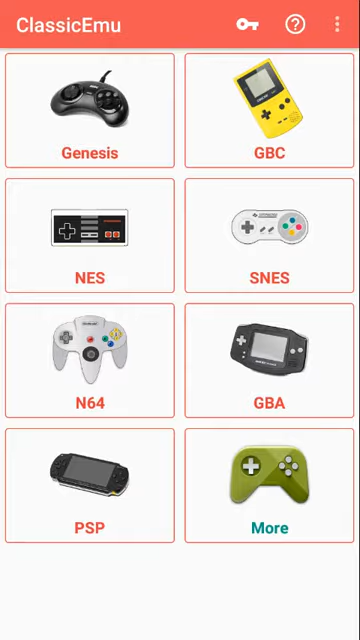 ClassicEmu
Genesis
GBC
NES
SNES
N64
GBA
PSP
More